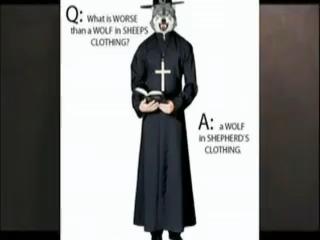 Q: What is WORSE
than a WOLF in SHEEPS
CLOTHING?
A: a WOLF
in SHEPHERD'S
CLOTHING.